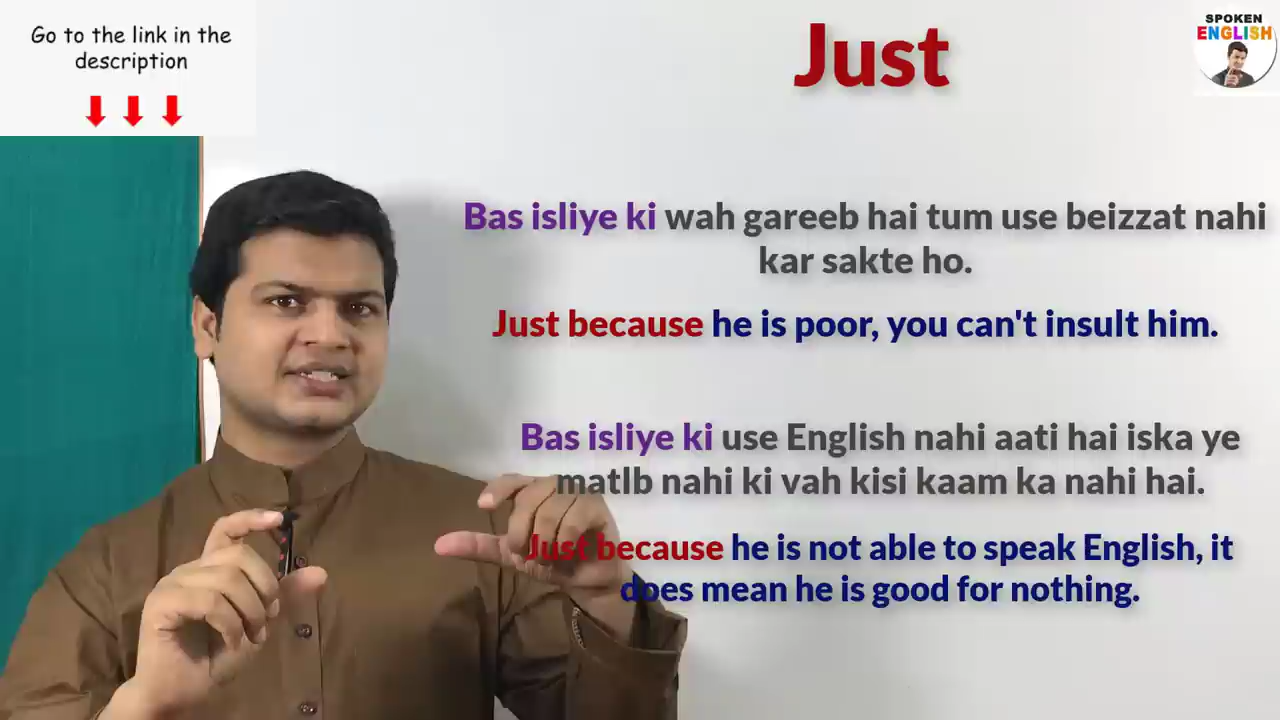 Go to the link in the
description
Just
SPOKEN
ENGLISH
Bas isliye ki wah gareeb hai tum use beizzat nahi
kar sakte ho.
Just because he is poor, you can't insult him.
Bas isliye ki use English nahi aati hai iska ye
matlb nahi ki vah kisi kaam ka nahi hai.
Just because he is not able to speak English, it
does mean he is good for nothing.